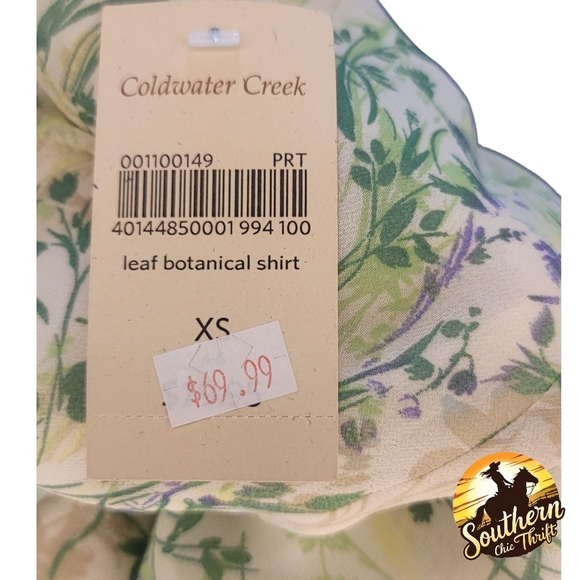 Coldwater Creek
001100149 PRT
40144850001 994 100
leaf botanical shirt
XS
$69.99
Southern
Chic Thrift